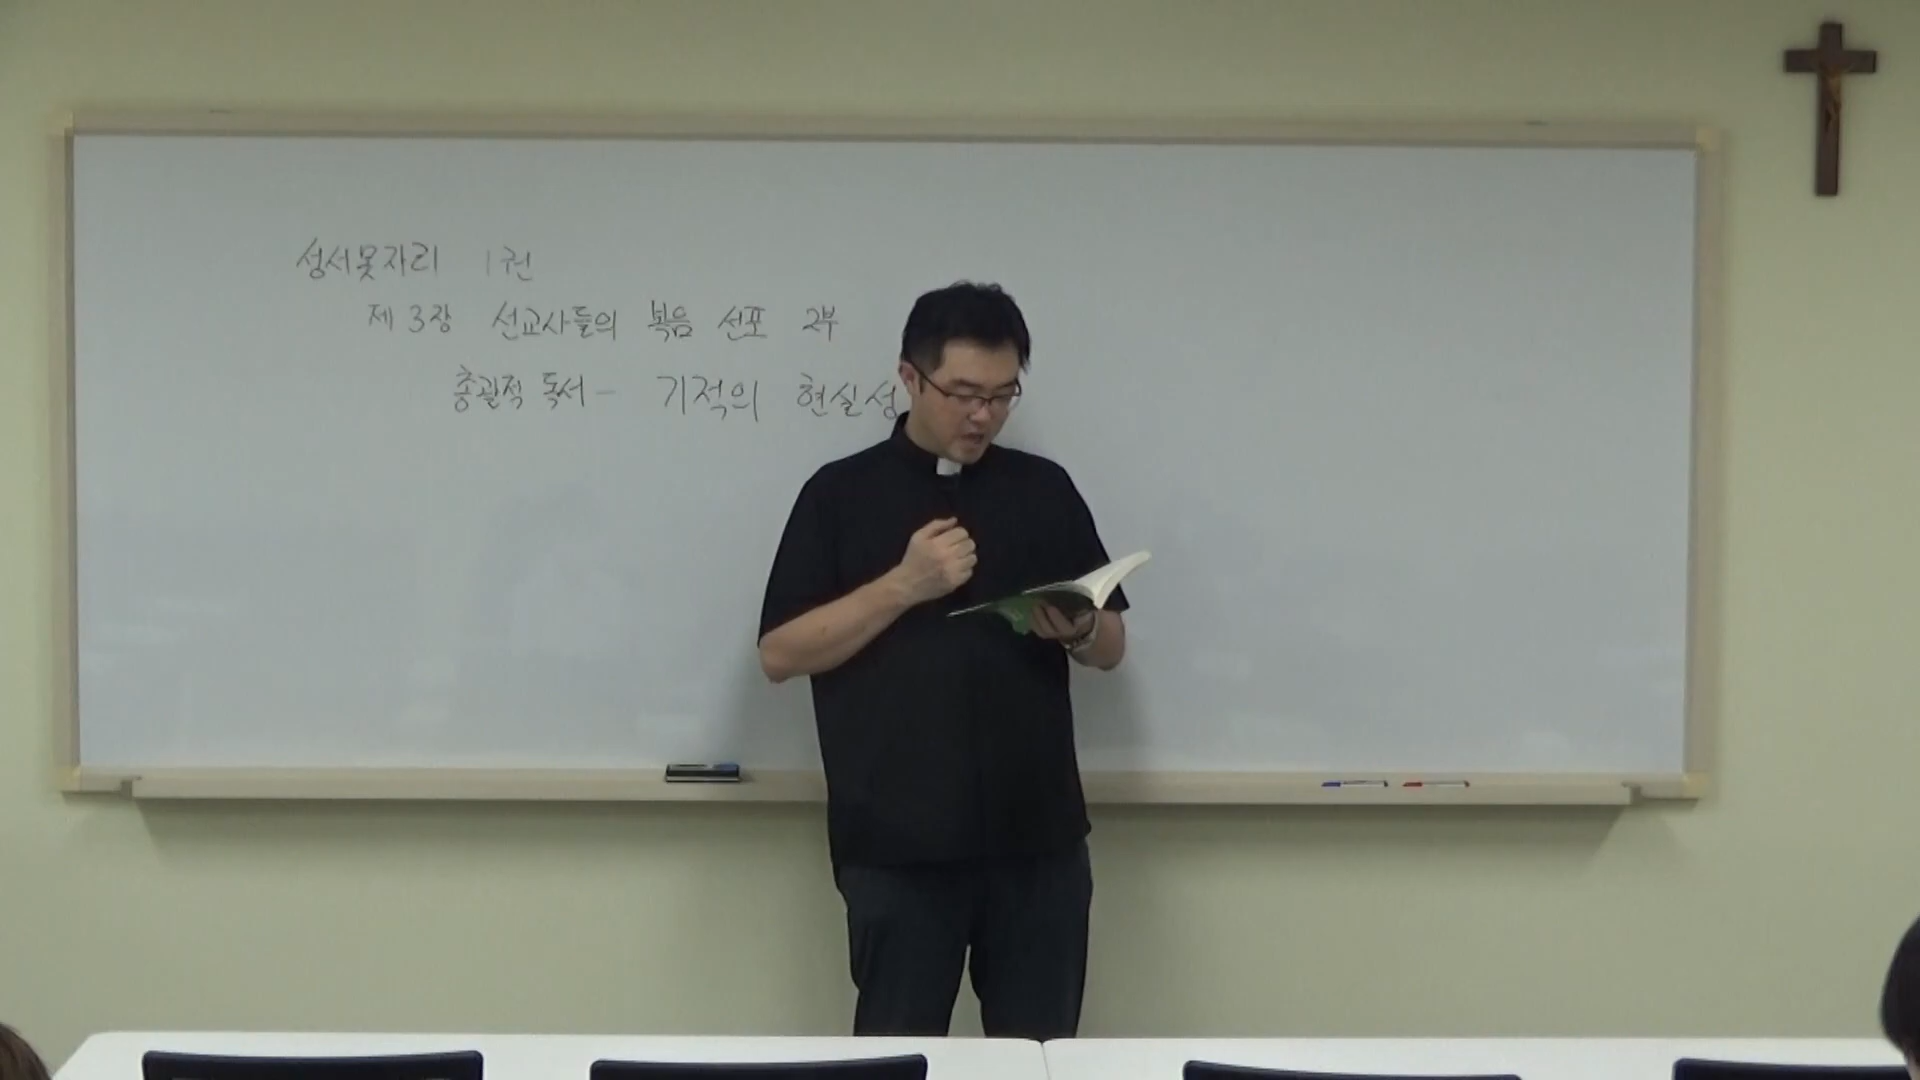 성서못자리 1권
제 3장 선교사들의 복음 선포 2부
총괄적 독서 - 기적의 현실성